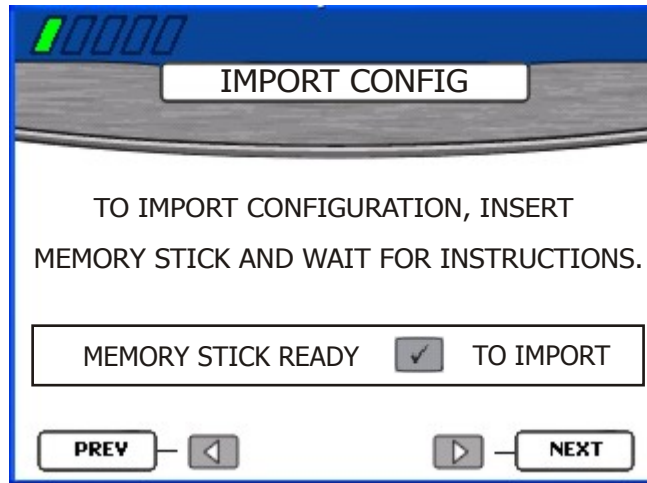 IMPORT CONFIG
TO IMPORT CONFIGURATION, INSERT
MEMORY STICK AND WAIT FOR INSTRUCTIONS.
MEMORY STICK READY ✓ TO IMPORT
PREV NEXT